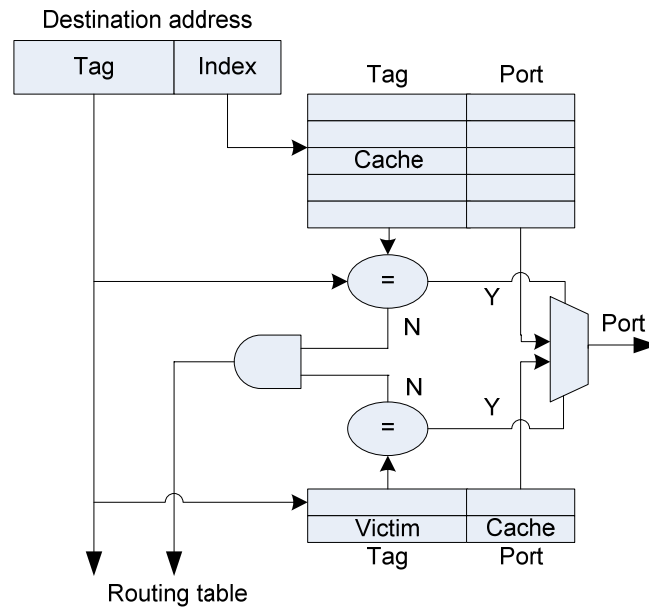 Destination address
Tag Index
Tag Port
Cache
=
Y
N
Port
N
Y
=
Victim Cache
Tag Port
Routing table